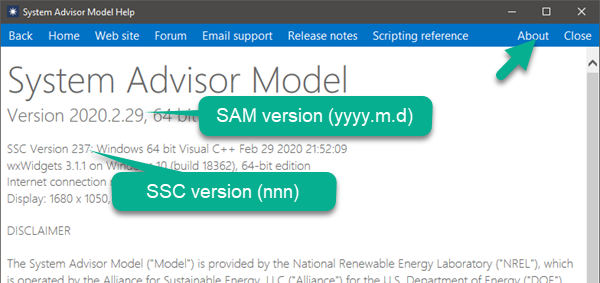 System Advisor Model Help
Back Home Web site Forum Email support Release notes Scripting reference About Close
System Advisor Model
Version 2020.2.29, 64 bit
SAM version (yyyy.m.d)
SSC Version 237: Windows 64 bit Visual C++ Feb 29 2020 21:52:09
wxWidgets 3.1.1 on Windows 10 (build 18362), 64-bit edition
Internet connection
SSC version (nnn)
Display: 1680 x 1050,
DISCLAIMER
The System Advisor Model ("Model") is provided by the National Renewable Energy Laboratory ("NREL"), which
is operated by the Alliance for Sustainable Energy, LLC ("Alliance") for the U.S. Department of Energy ("DOE"